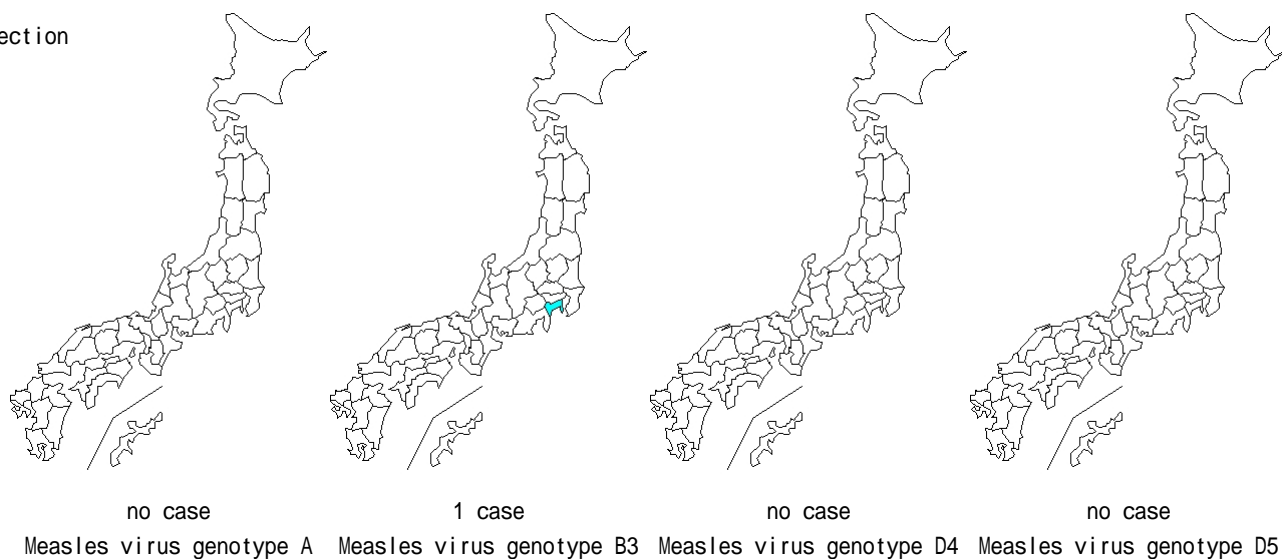 ection
no case
1 case
no case
no case
Measles virus genotype A
Measles virus genotype B3
Measles virus genotype D4
Measles virus genotype D5